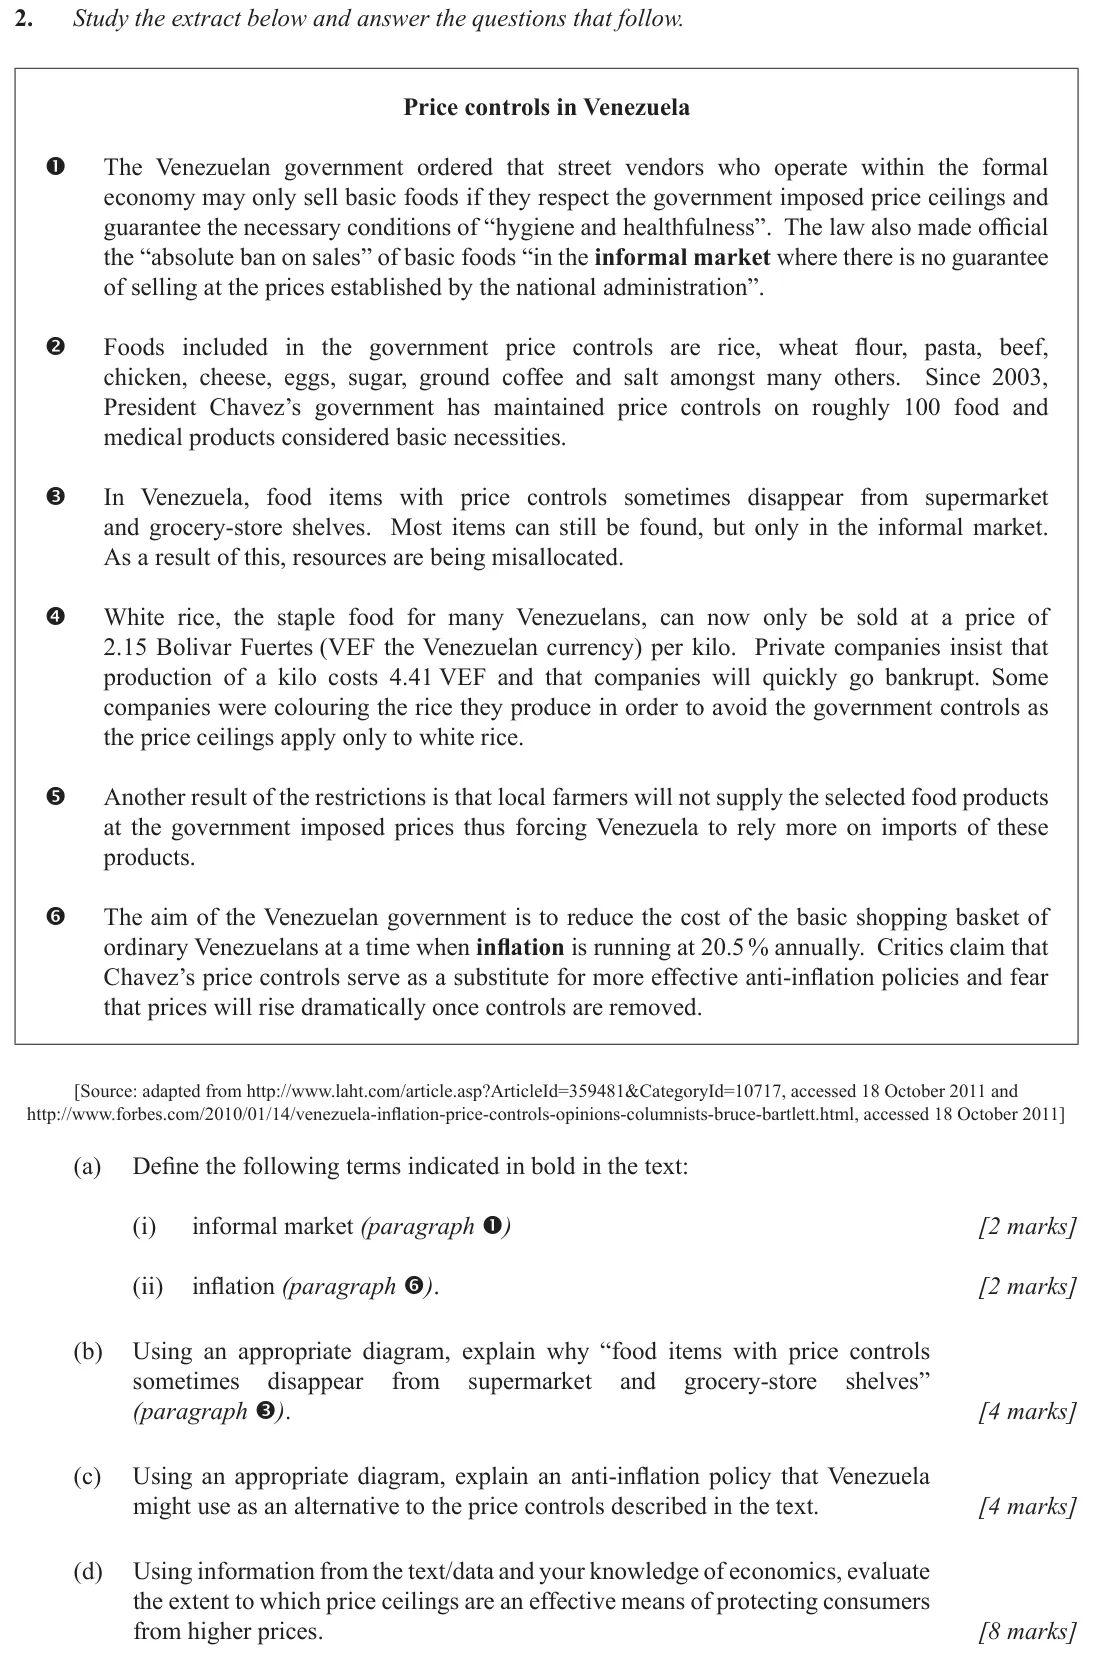 2. Study the extract below and answer the questions that follow.
Price controls in Venezuela
❶ The Venezuelan government ordered that street vendors who operate within the formal
economy may only sell basic foods if they respect the government imposed price ceilings and
guarantee the necessary conditions of “hygiene and healthfulness”. The law also made official
the “absolute ban on sales” of basic foods “in the informal market where there is no guarantee
of selling at the prices established by the national administration”.
❷ Foods included in the government price controls are rice, wheat flour, pasta, beef,
chicken, cheese, eggs, sugar, ground coffee and salt amongst many others. Since 2003,
President Chavez’s government has maintained price controls on roughly 100 food and
medical products considered basic necessities.
❸ In Venezuela, food items with price controls sometimes disappear from supermarket
and grocery-store shelves. Most items can still be found, but only in the informal market.
As a result of this, resources are being misallocated.
❹ White rice, the staple food for many Venezuelans, can now only be sold at a price of
2.15 Bolivar Fuertes (VEF the Venezuelan currency) per kilo. Private companies insist that
production of a kilo costs 4.41 VEF and that companies will quickly go bankrupt. Some
companies were colouring the rice they produce in order to avoid the government controls as
the price ceilings apply only to white rice.
❺ Another result of the restrictions is that local farmers will not supply the selected food products
at the government imposed prices thus forcing Venezuela to rely more on imports of these
products.
❻ The aim of the Venezuelan government is to reduce the cost of the basic shopping basket of
ordinary Venezuelans at a time when inflation is running at 20.5 % annually. Critics claim that
Chavez’s price controls serve as a substitute for more effective anti-inflation policies and fear
that prices will rise dramatically once controls are removed.
[Source: adapted from http://www.laht.com/article.asp?ArticleId=359481&CategoryId=10717, accessed 18 October 2011 and
http://www.forbes.com/2010/01/14/venezuela-inflation-price-controls-opinions-columnists-bruce-bartlett.html, accessed 18 October 2011]
(a) Define the following terms indicated in bold in the text:
(i) informal market (paragraph ❶) [2 marks]
(ii) inflation (paragraph ❻). [2 marks]
(b) Using an appropriate diagram, explain why “food items with price controls
sometimes disappear from supermarket and grocery-store shelves”
(paragraph ❸). [4 marks]
(c) Using an appropriate diagram, explain an anti-inflation policy that Venezuela
might use as an alternative to the price controls described in the text. [4 marks]
(d) Using information from the text/data and your knowledge of economics, evaluate
the extent to which price ceilings are an effective means of protecting consumers
from higher prices. [8 marks]